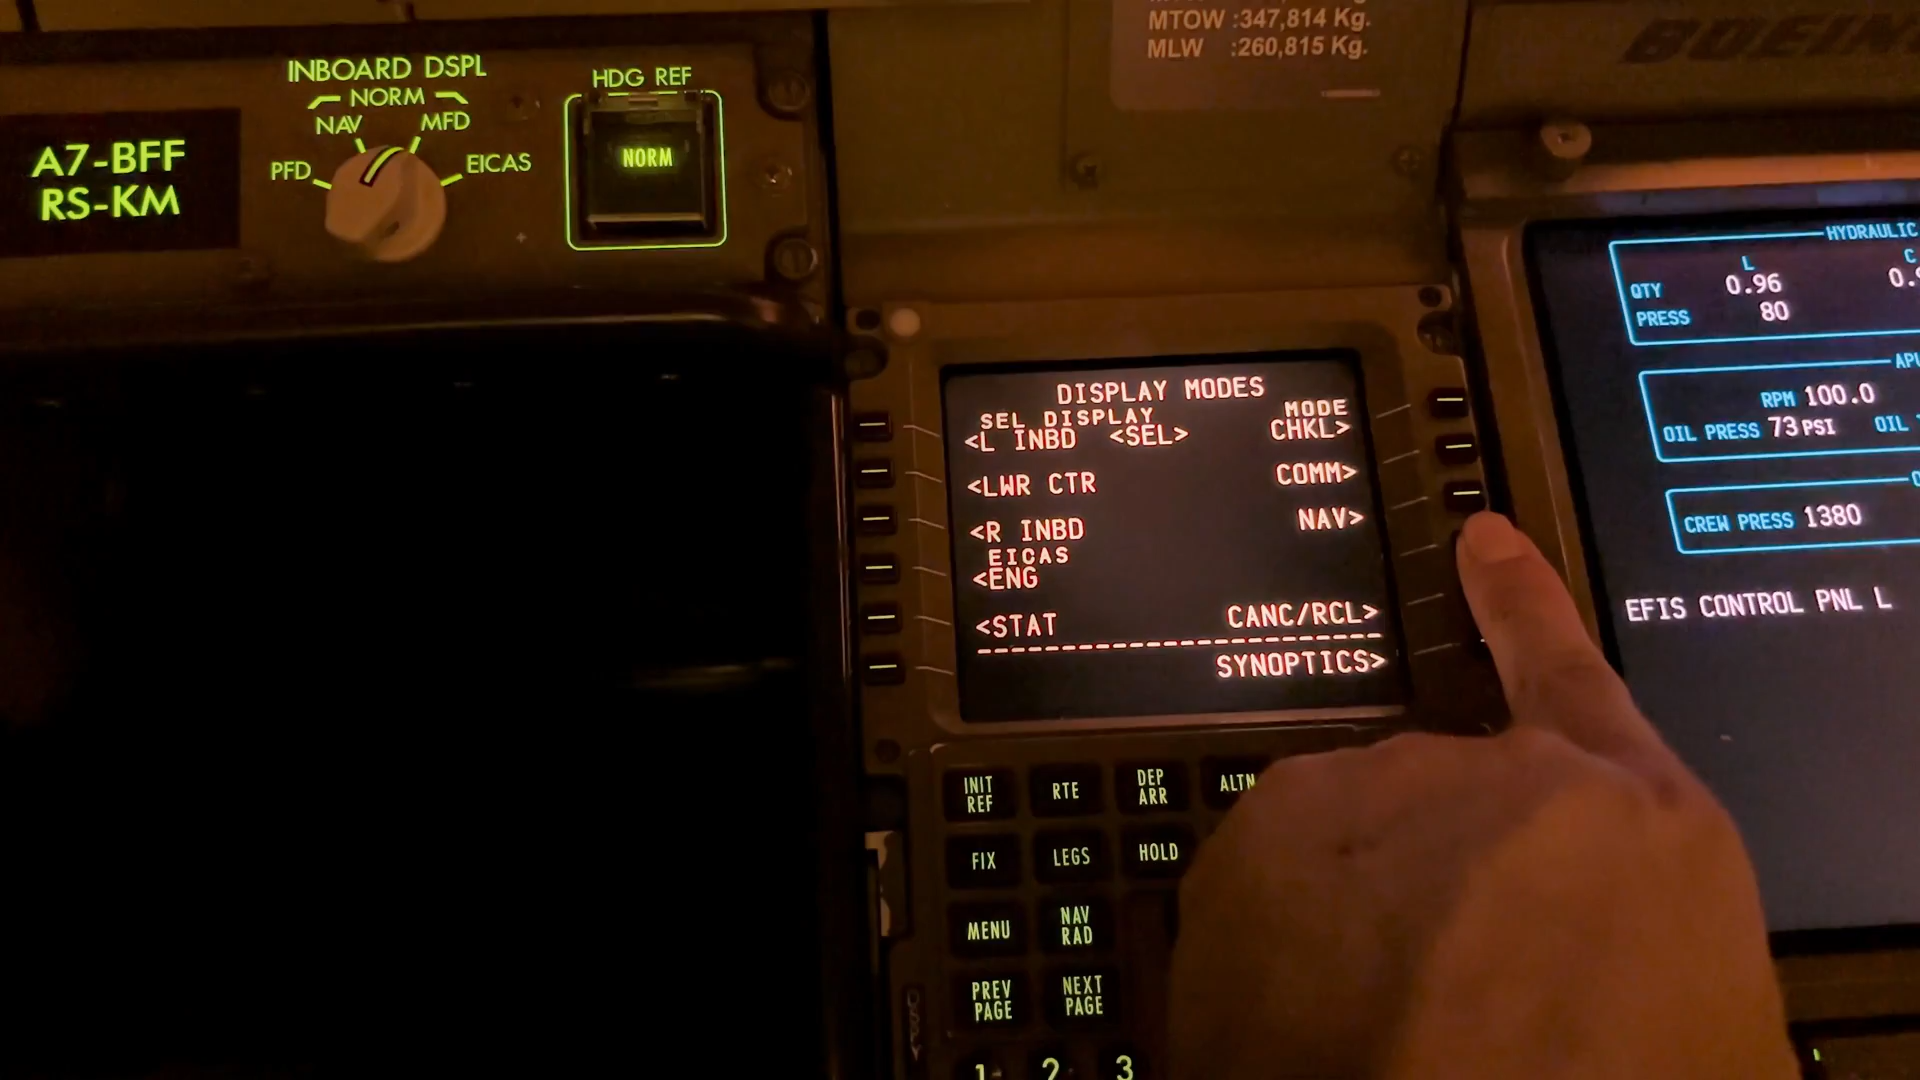 MTOW :347,814 Kg.
MLW :260,815 Kg.
BOEIN
INBOARD DSPL
NORM
NAV MFD
PFD EICAS
HDG REF
NORM
A7-BFF
RS-KM
DISPLAY MODES
SEL DISPLAY MODE
<L INBD <SEL> CHKL>
<LWR CTR COMM>
<R INBD NAV>
EICAS
<ENG
<STAT CANC/RCL>
--------------------------
SYNOPTICS>
INIT REF RTE DEP ARR ALTN
FIX LEGS HOLD
MENU NAV RAD
PREV PAGE NEXT PAGE
1 2 3
HYDRAULIC
L C
QTY 0.96
PRESS 80
RPM 100.0
OIL PRESS 73 PSI OIL
CREW PRESS 1380
EFIS CONTROL PNL L